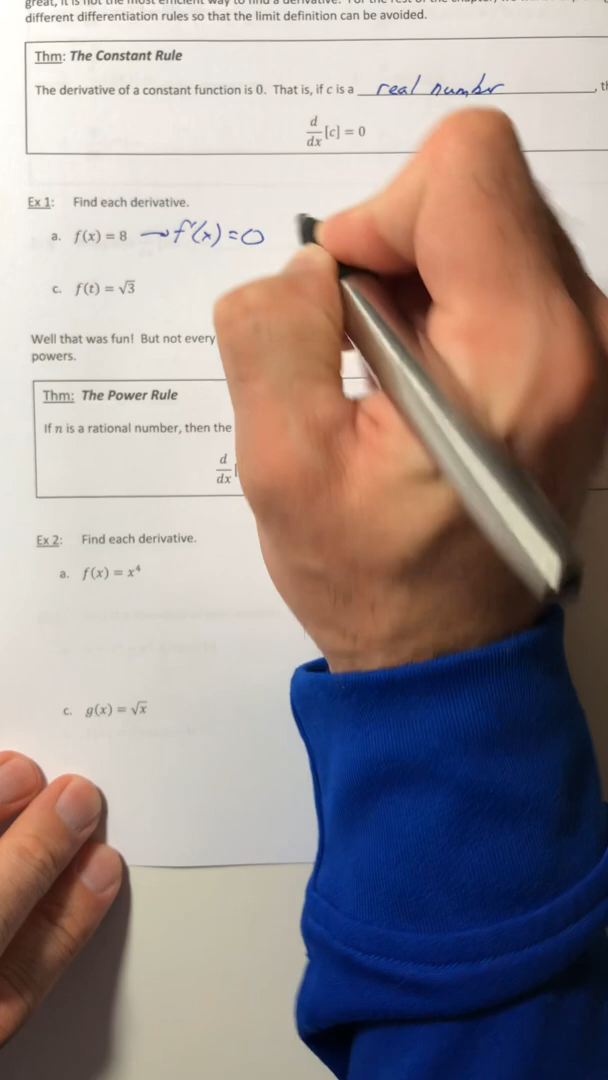 different differentiation rules so that the limit definition can be avoided.
Thm: The Constant Rule
The derivative of a constant function is 0. That is, if c is a real number, th
d/dx [c] = 0
Ex 1: Find each derivative.
a. f(x) = 8 → f'(x) = 0
c. f(t) = √3
Well that was fun! But not every
powers.
Thm: The Power Rule
If n is a rational number, then the
d/dx [
Ex 2: Find each derivative.
a. f(x) = x⁴
c. g(x) = √x